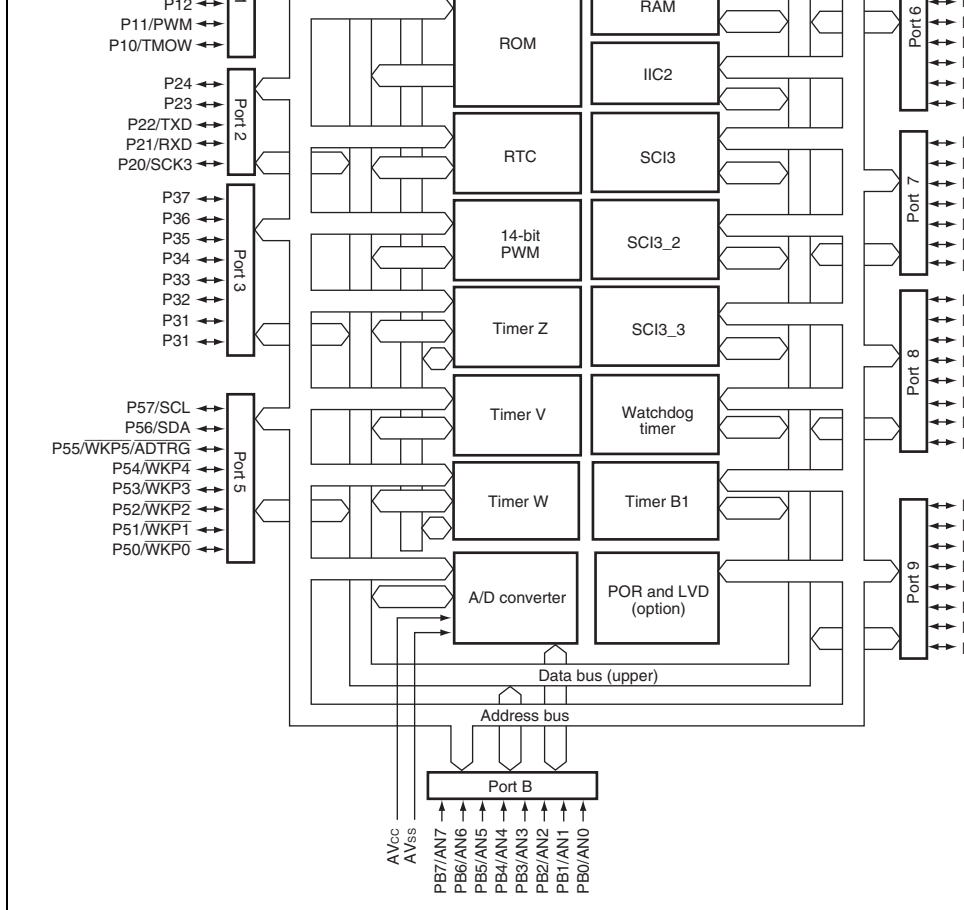 P12
P11/PWM
P10/TMOW
P24
P23
P22/TXD
P21/RXD
P20/SCK3
Port 2
P37
P36
P35
P34
P33
P32
P31
P31
Port 3
P57/SCL
P56/SDA
P55/WKP5/ADTRG
P54/WKP4
P53/WKP3
P52/WKP2
P51/WKP1
P50/WKP0
Port 5
ROM
RAM
IIC2
RTC
SCI3
14-bit
PWM
SCI3_2
Timer Z
SCI3_3
Timer V
Watchdog
timer
Timer W
Timer B1
A/D converter
POR and LVD
(option)
Port 6
Port 7
Port 8
Port 9
Data bus (upper)
Address bus
Port B
AVcc
AVss
PB7/AN7
PB6/AN6
PB5/AN5
PB4/AN4
PB3/AN3
PB2/AN2
PB1/AN1
PB0/AN0